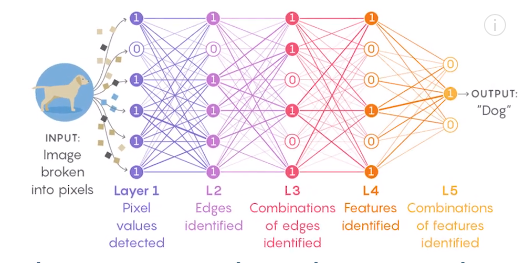 i
1 1 1 1
0 0 1 0
1 1 0 1 0
OUTPUT:
1
"Dog"
1 1 1 1 0
INPUT:
Image
broken
into pixels
1 1 0 0
1 1 1 1
Layer 1
Pixel
values
detected
L2
Edges
identified
L3
Combinations
of edges
identified
L4
Features
identified
L5
Combinations
of features
identified